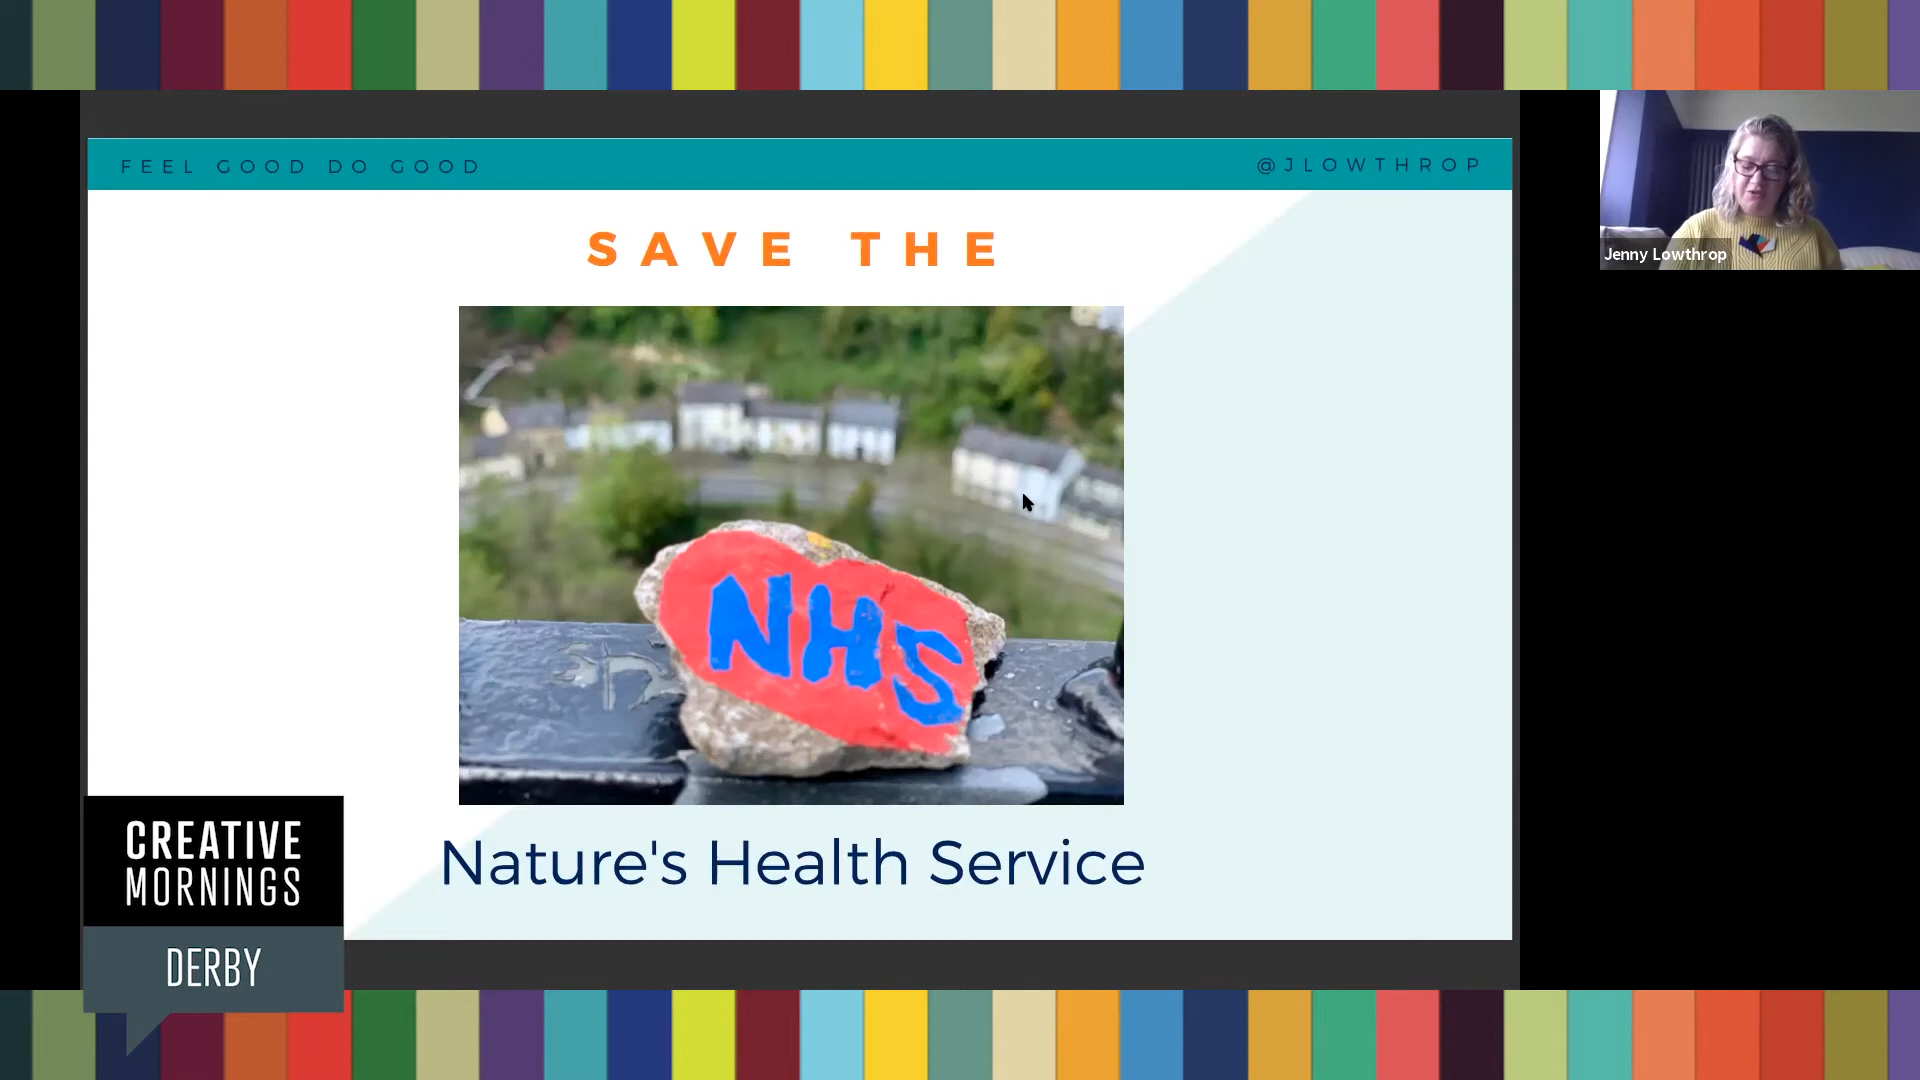 FEEL GOOD DO GOOD
@JLOWTHROP
SAVE THE
NHS
Nature's Health Service
Jenny Lowthrop
CREATIVE
MORNINGS
DERBY